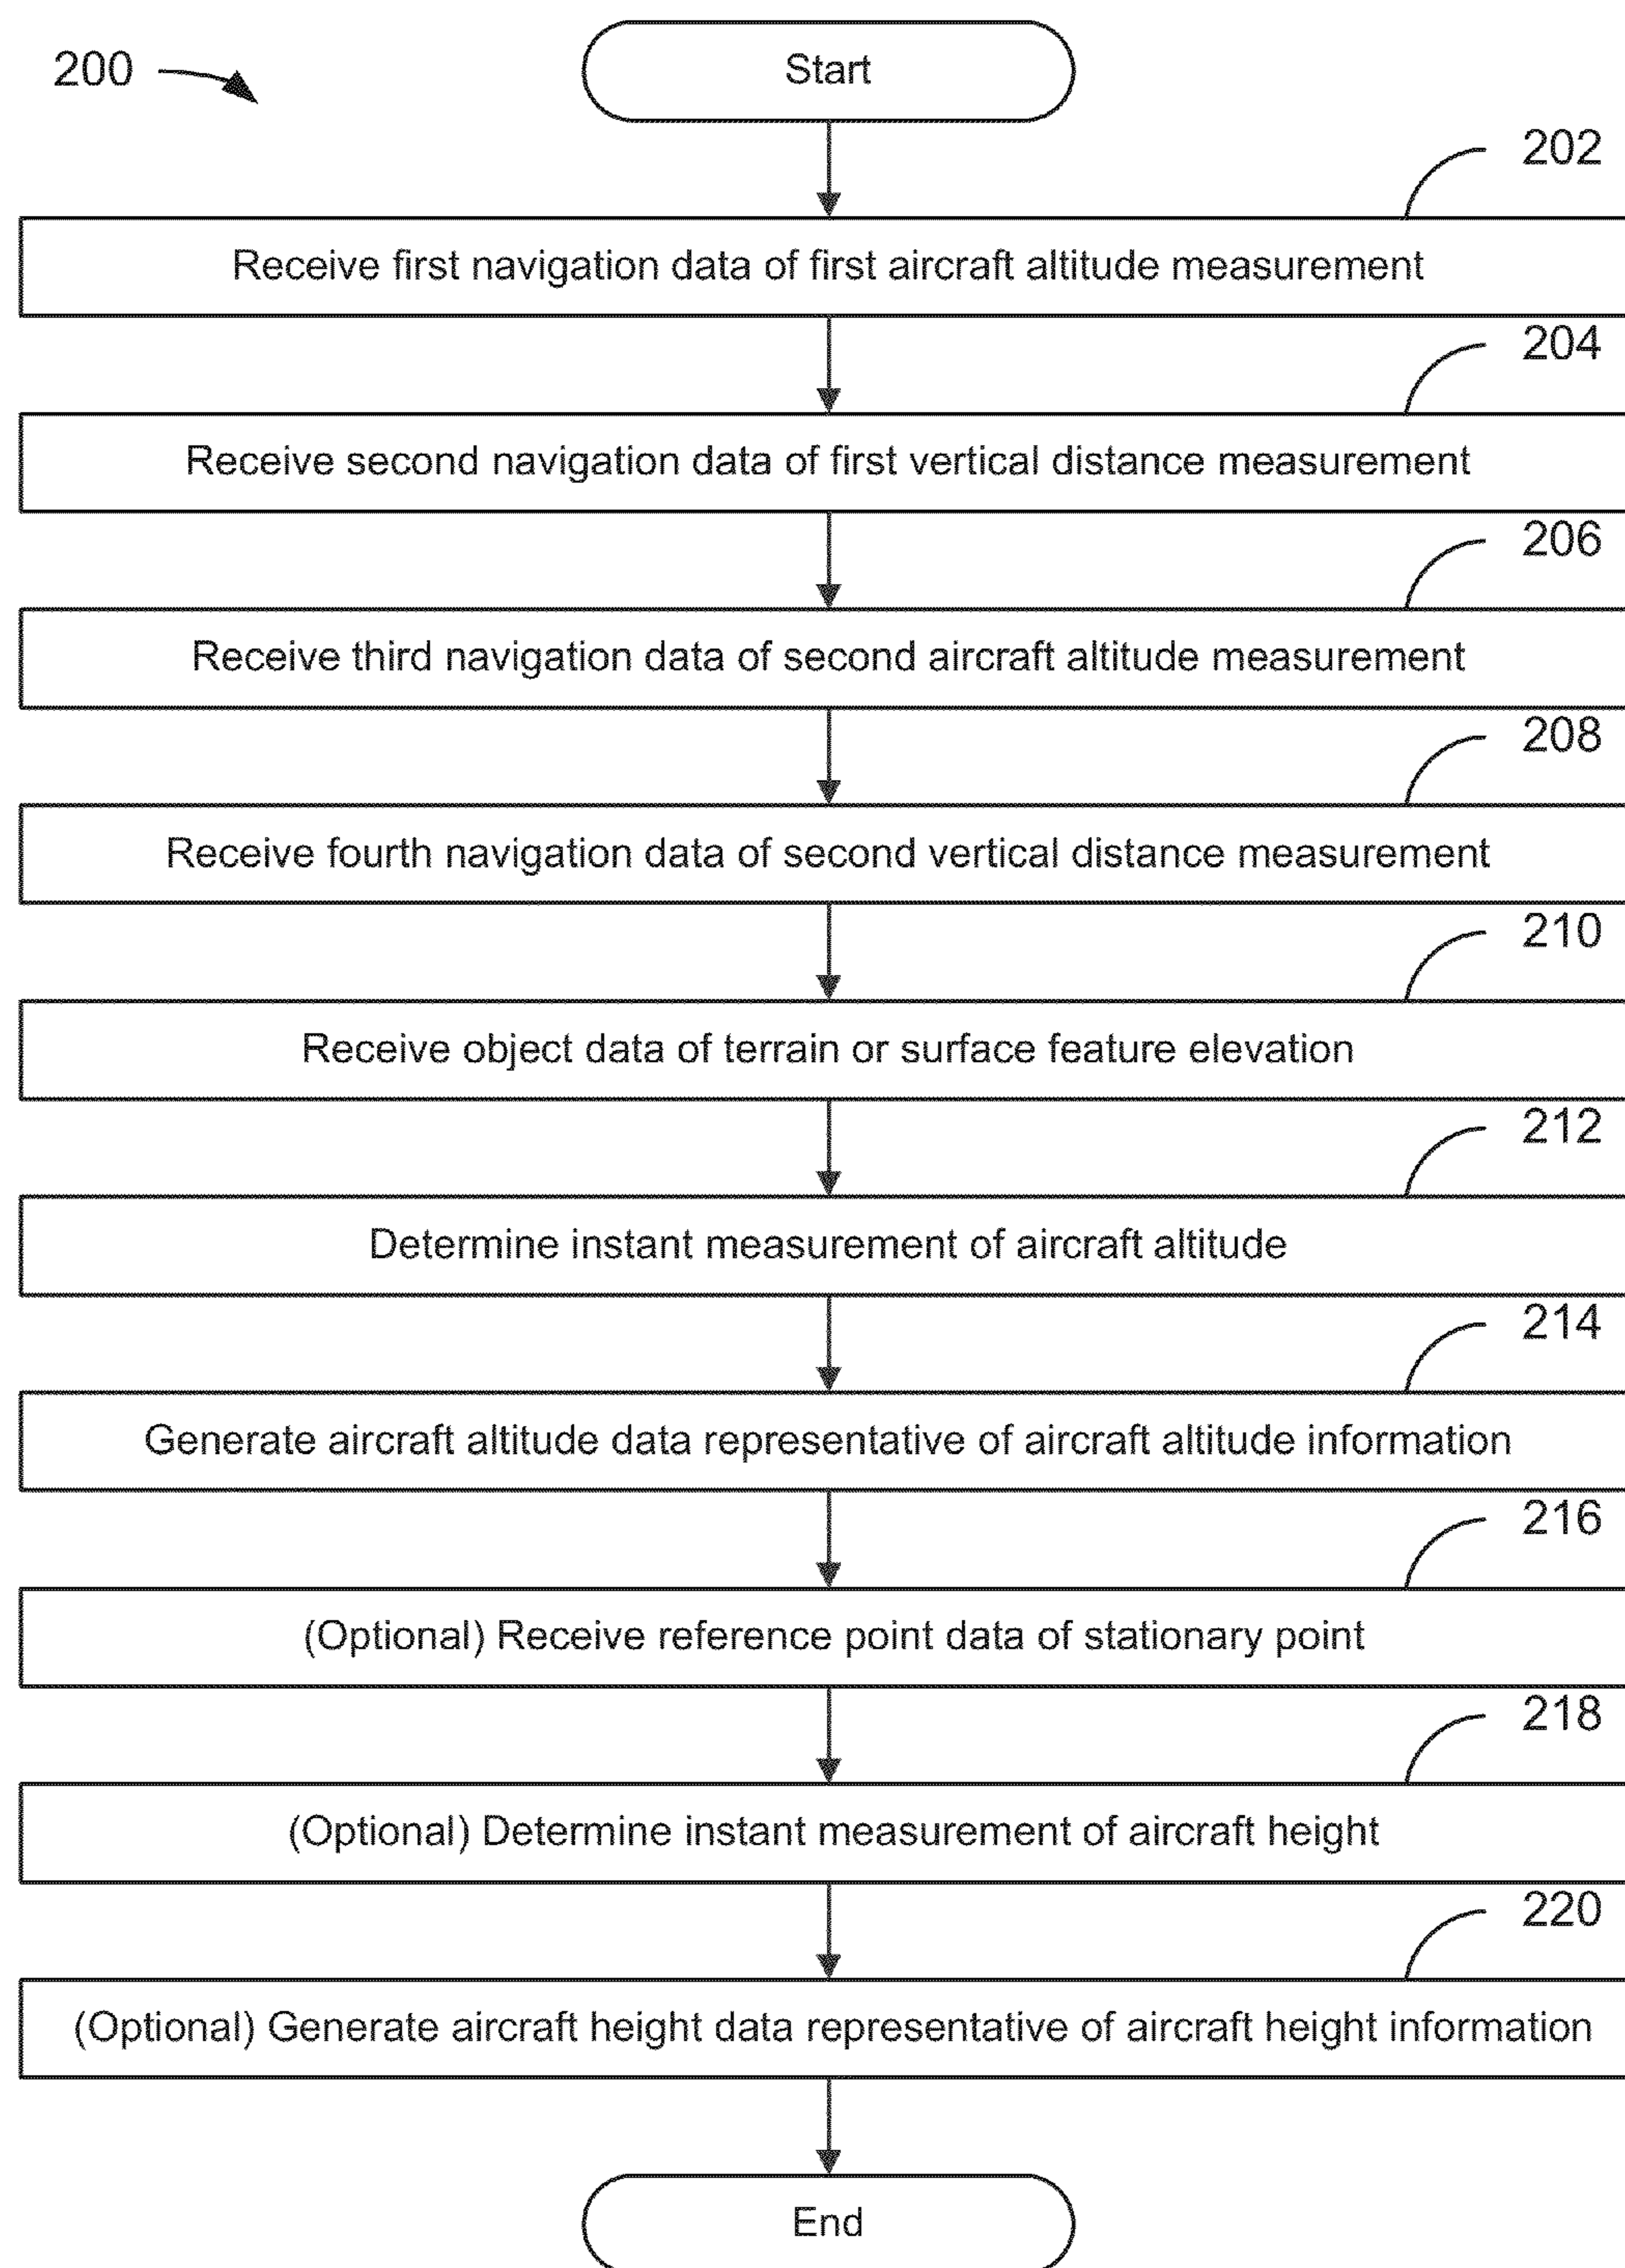 200
Start
202
Receive first navigation data of first aircraft altitude measurement
204
Receive second navigation data of first vertical distance measurement
206
Receive third navigation data of second aircraft altitude measurement
208
Receive fourth navigation data of second vertical distance measurement
210
Receive object data of terrain or surface feature elevation
212
Determine instant measurement of aircraft altitude
214
Generate aircraft altitude data representative of aircraft altitude information
216
(Optional) Receive reference point data of stationary point
218
(Optional) Determine instant measurement of aircraft height
220
(Optional) Generate aircraft height data representative of aircraft height information
End